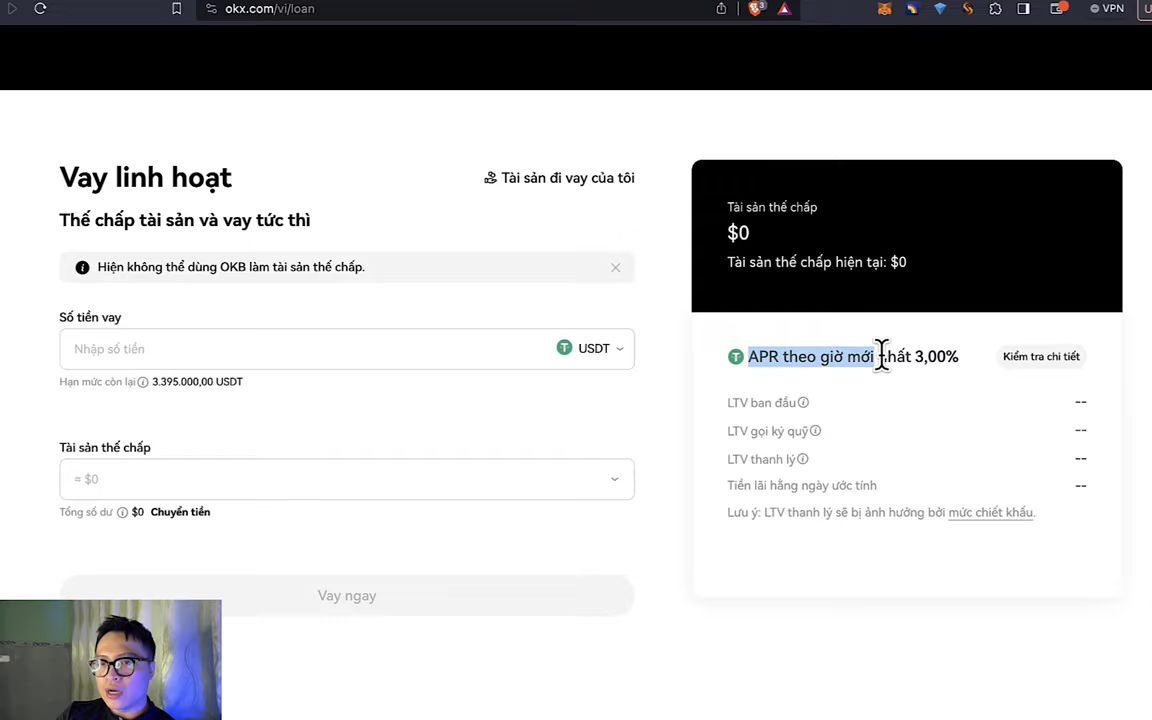 okx.com/vi/loan
3
VPN
Vay linh hoạt
Tài sản đi vay của tôi
Thế chấp tài sản và vay tức thì
Hiện không thể dùng OKB làm tài sản thế chấp.
Số tiền vay
Nhập số tiền
USDT
Hạn mức còn lại 3.395.000,00 USDT
Tài sản thế chấp
≈ $0
Tổng số dư $0 Chuyển tiền
Vay ngay
Tài sản thế chấp
$0
Tài sản thế chấp hiện tại: $0
APR theo giờ mới nhất 3,00%
Kiểm tra chi tiết
LTV ban đầu --
LTV gọi ký quỹ --
LTV thanh lý --
Tiền lãi hằng ngày ước tính --
Lưu ý: LTV thanh lý sẽ bị ảnh hưởng bởi mức chiết khấu.